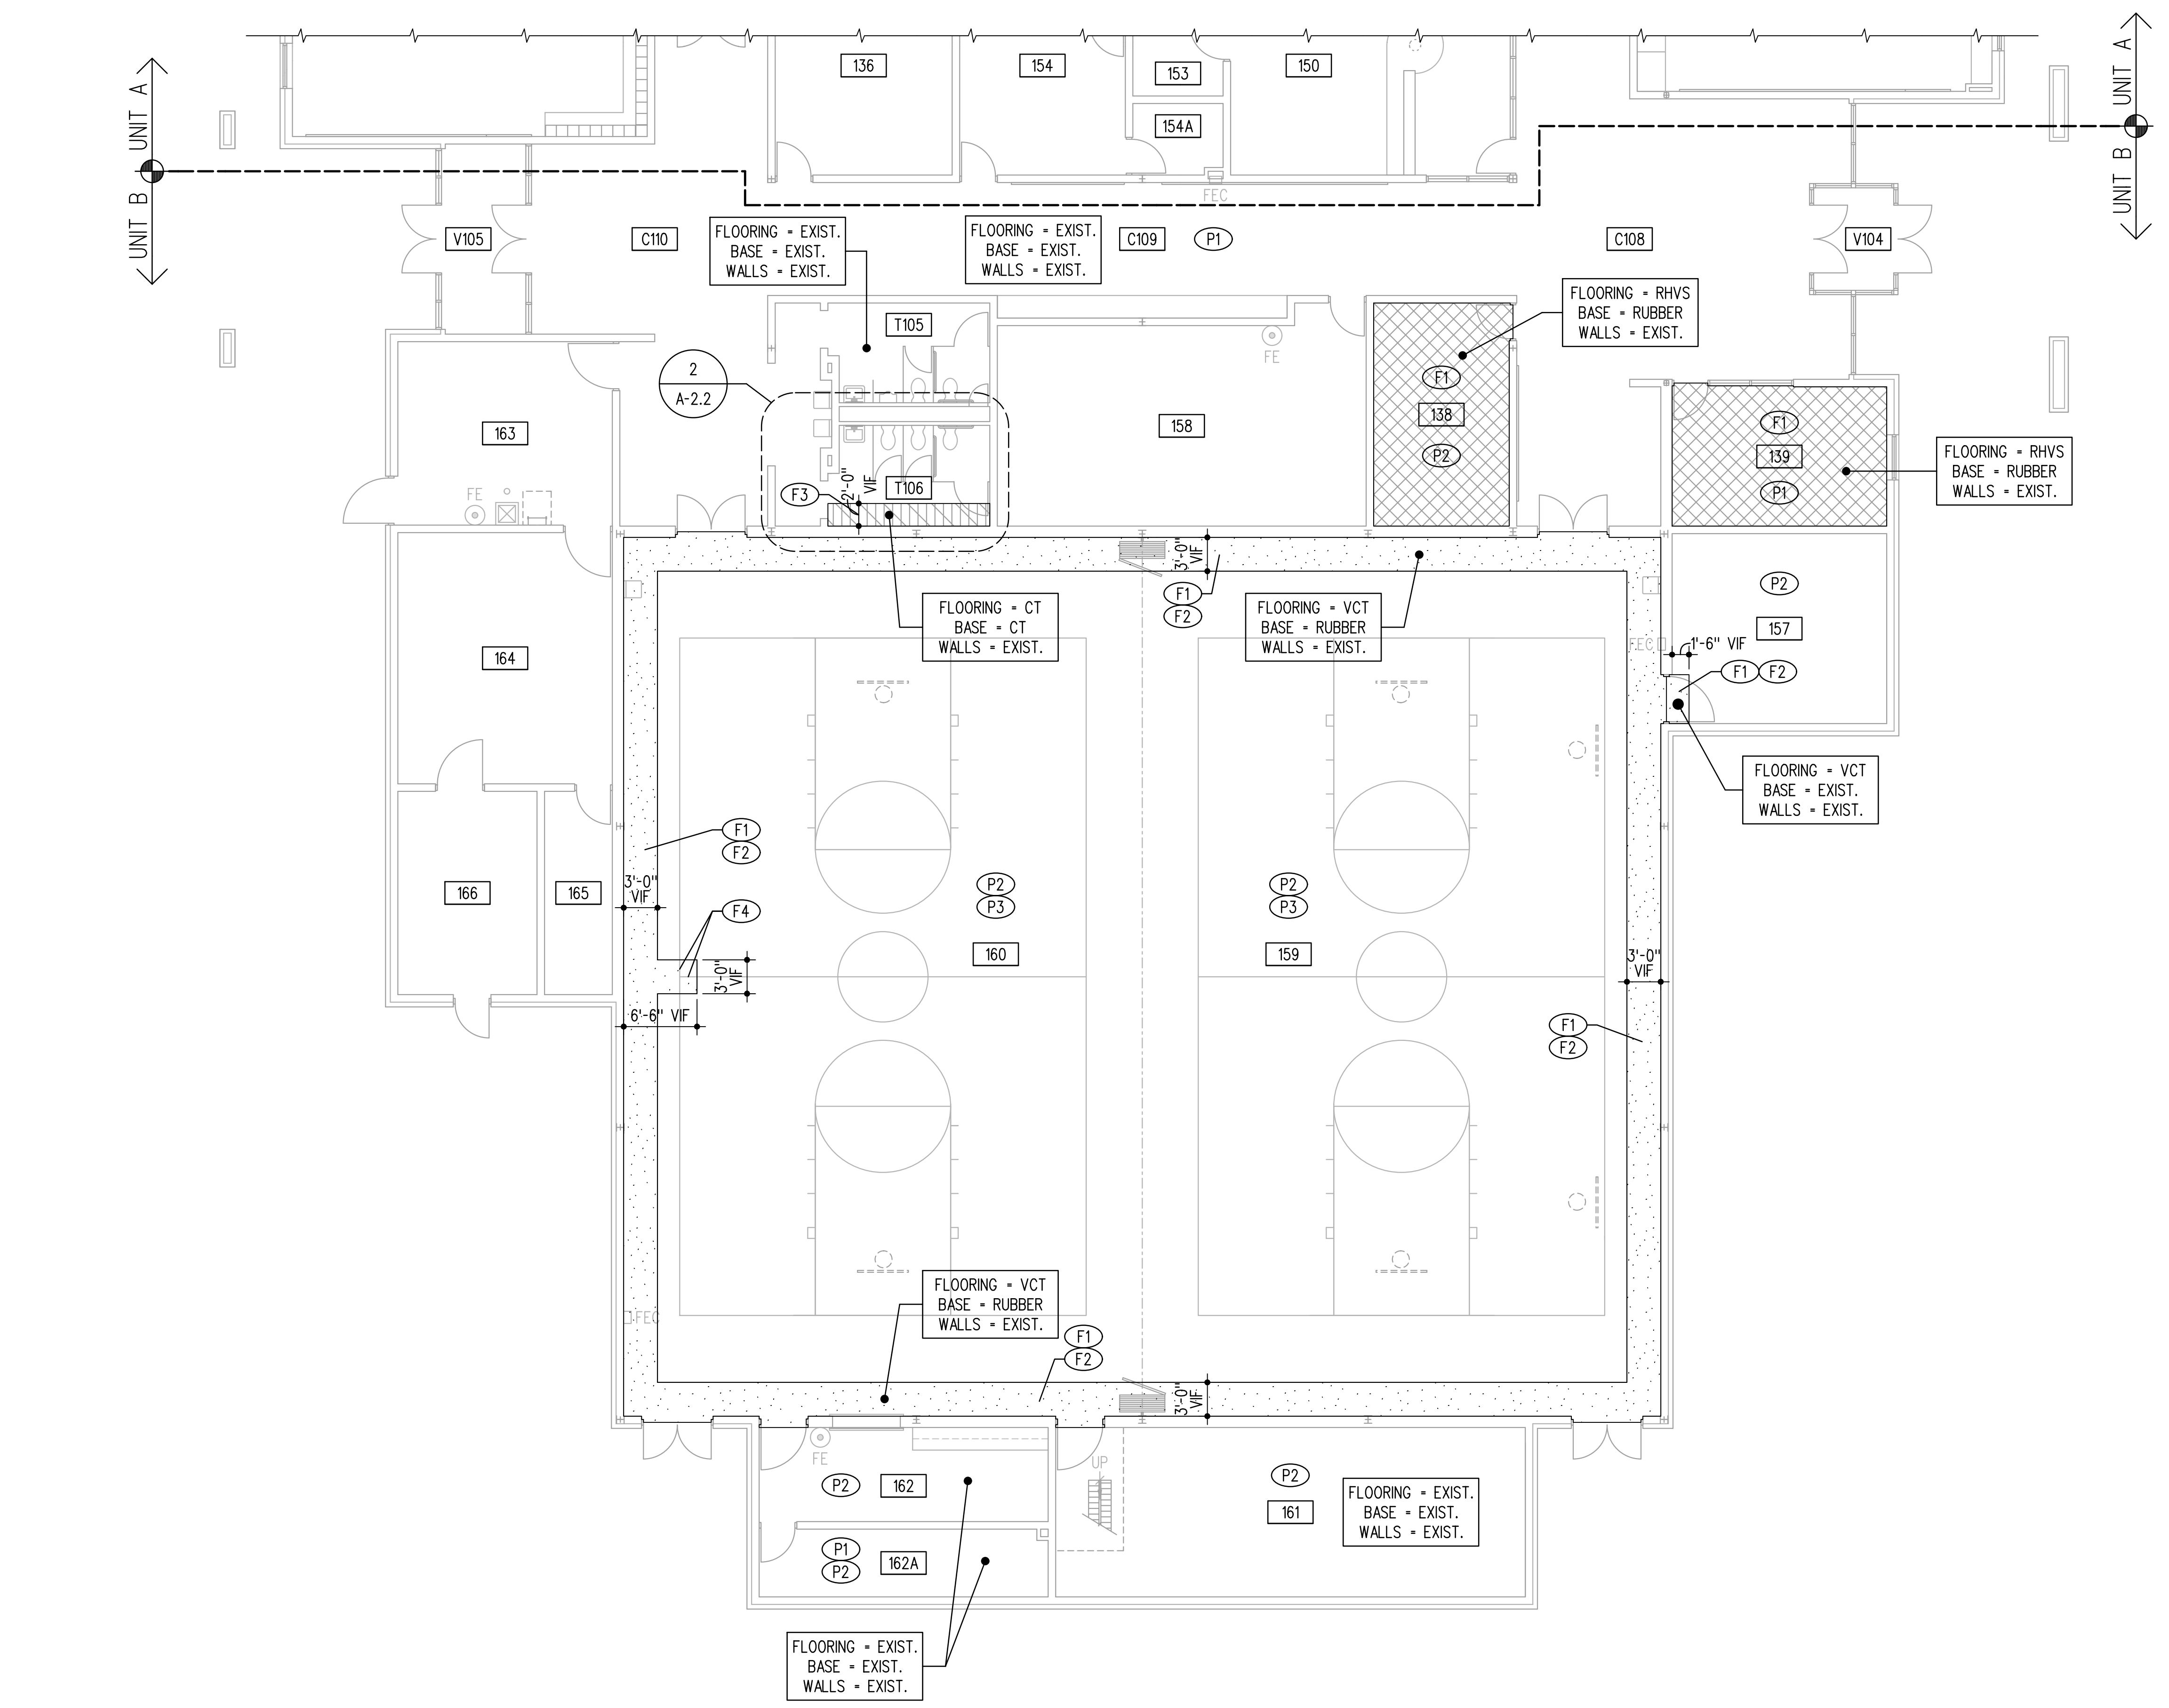 UNIT A
UNIT B
UNIT A
UNIT B
136
154
153
150
154A
FEC
V105
C110
FLOORING = EXIST.
BASE = EXIST.
WALLS = EXIST.
FLOORING = EXIST.
BASE = EXIST.
WALLS = EXIST.
C109
P1
C108
V104
FLOORING = RHVS
BASE = RUBBER
WALLS = EXIST.
T105
FE
2
A-2.2
F1
138
P2
163
158
F1
139
P1
FLOORING = RHVS
BASE = RUBBER
WALLS = EXIST.
FE
F3
2'-0"
VIF
T106
3'-0"
VIF
F1
F2
FLOORING = CT
BASE = CT
WALLS = EXIST.
FLOORING = VCT
BASE = RUBBER
WALLS = EXIST.
P2
157
FEC
1'-6" VIF
F1
F2
164
FLOORING = VCT
BASE = EXIST.
WALLS = EXIST.
F1
F2
3'-0"
VIF
F4
166
165
P2
P3
160
P2
P3
159
3'-0"
VIF
3'-0"
VIF
6'-6" VIF
F1
F2
FEC
FLOORING = VCT
BASE = RUBBER
WALLS = EXIST.
F1
F2
3'-0"
VIF
FE
UP
P2
162
P2
161
FLOORING = EXIST.
BASE = EXIST.
WALLS = EXIST.
P1
P2
162A
FLOORING = EXIST.
BASE = EXIST.
WALLS = EXIST.